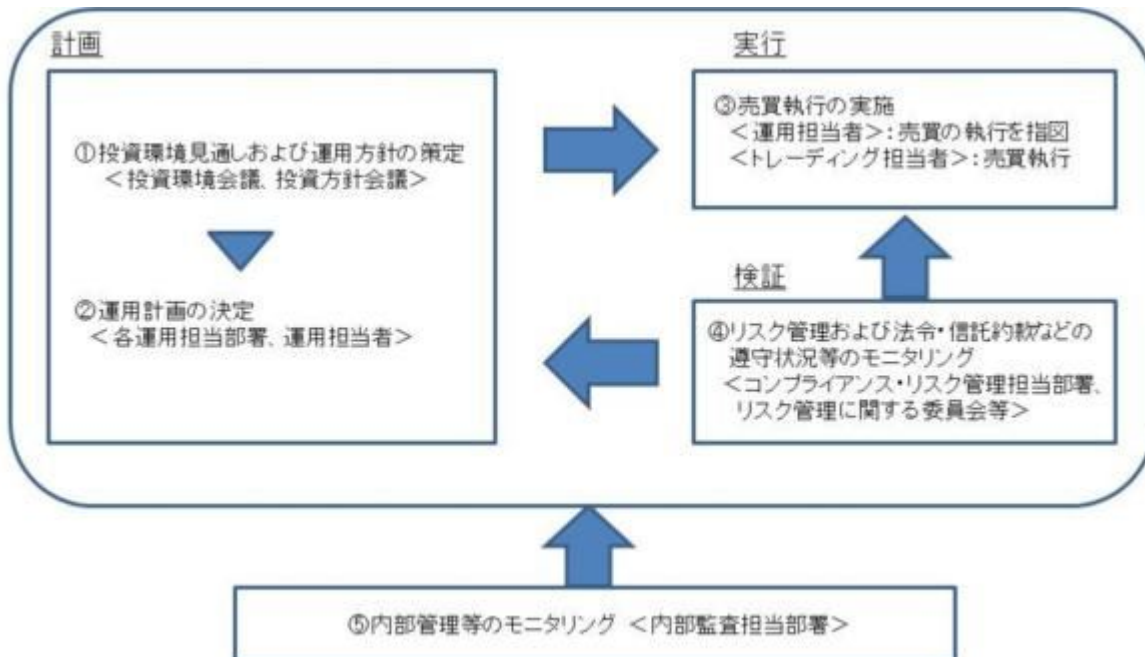 計画
①投資環境見通しおよび運用方針の策定
＜投資環境会議、投資方針会議＞
②運用計画の決定
＜各運用担当部署、運用担当者＞
実行
③売買執行の実施
＜運用担当者＞：売買の執行を指図
＜トレーディング担当者＞：売買執行
検証
④リスク管理および法令・信託約款などの
遵守状況等のモニタリング
＜コンプライアンス・リスク管理担当部署、
リスク管理に関する委員会等＞
⑤内部管理等のモニタリング ＜内部監査担当部署＞